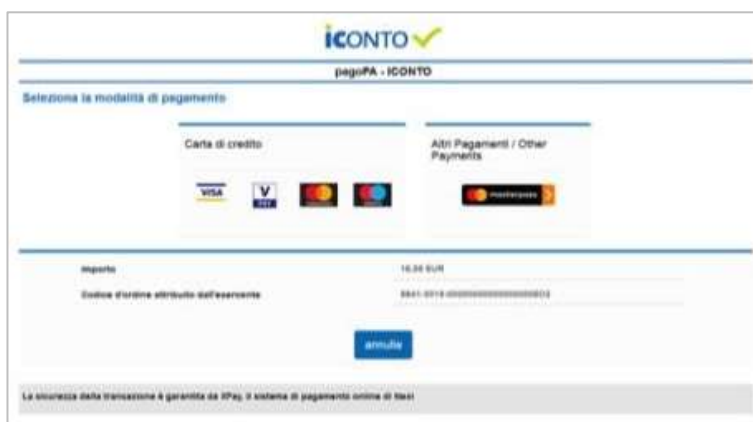 ICONTO
pagoPA - ICONTO
Seleziona la modalità di pagamento
Carta di credito
Altri Pagamenti / Other
Payments
VISA V PAY masterpass
Importo EUR
Codice d'ordine attribuito dall'esercente
annulla
La sicurezza della transazione è garantita da XPay, il sistema di pagamento online di Nexi